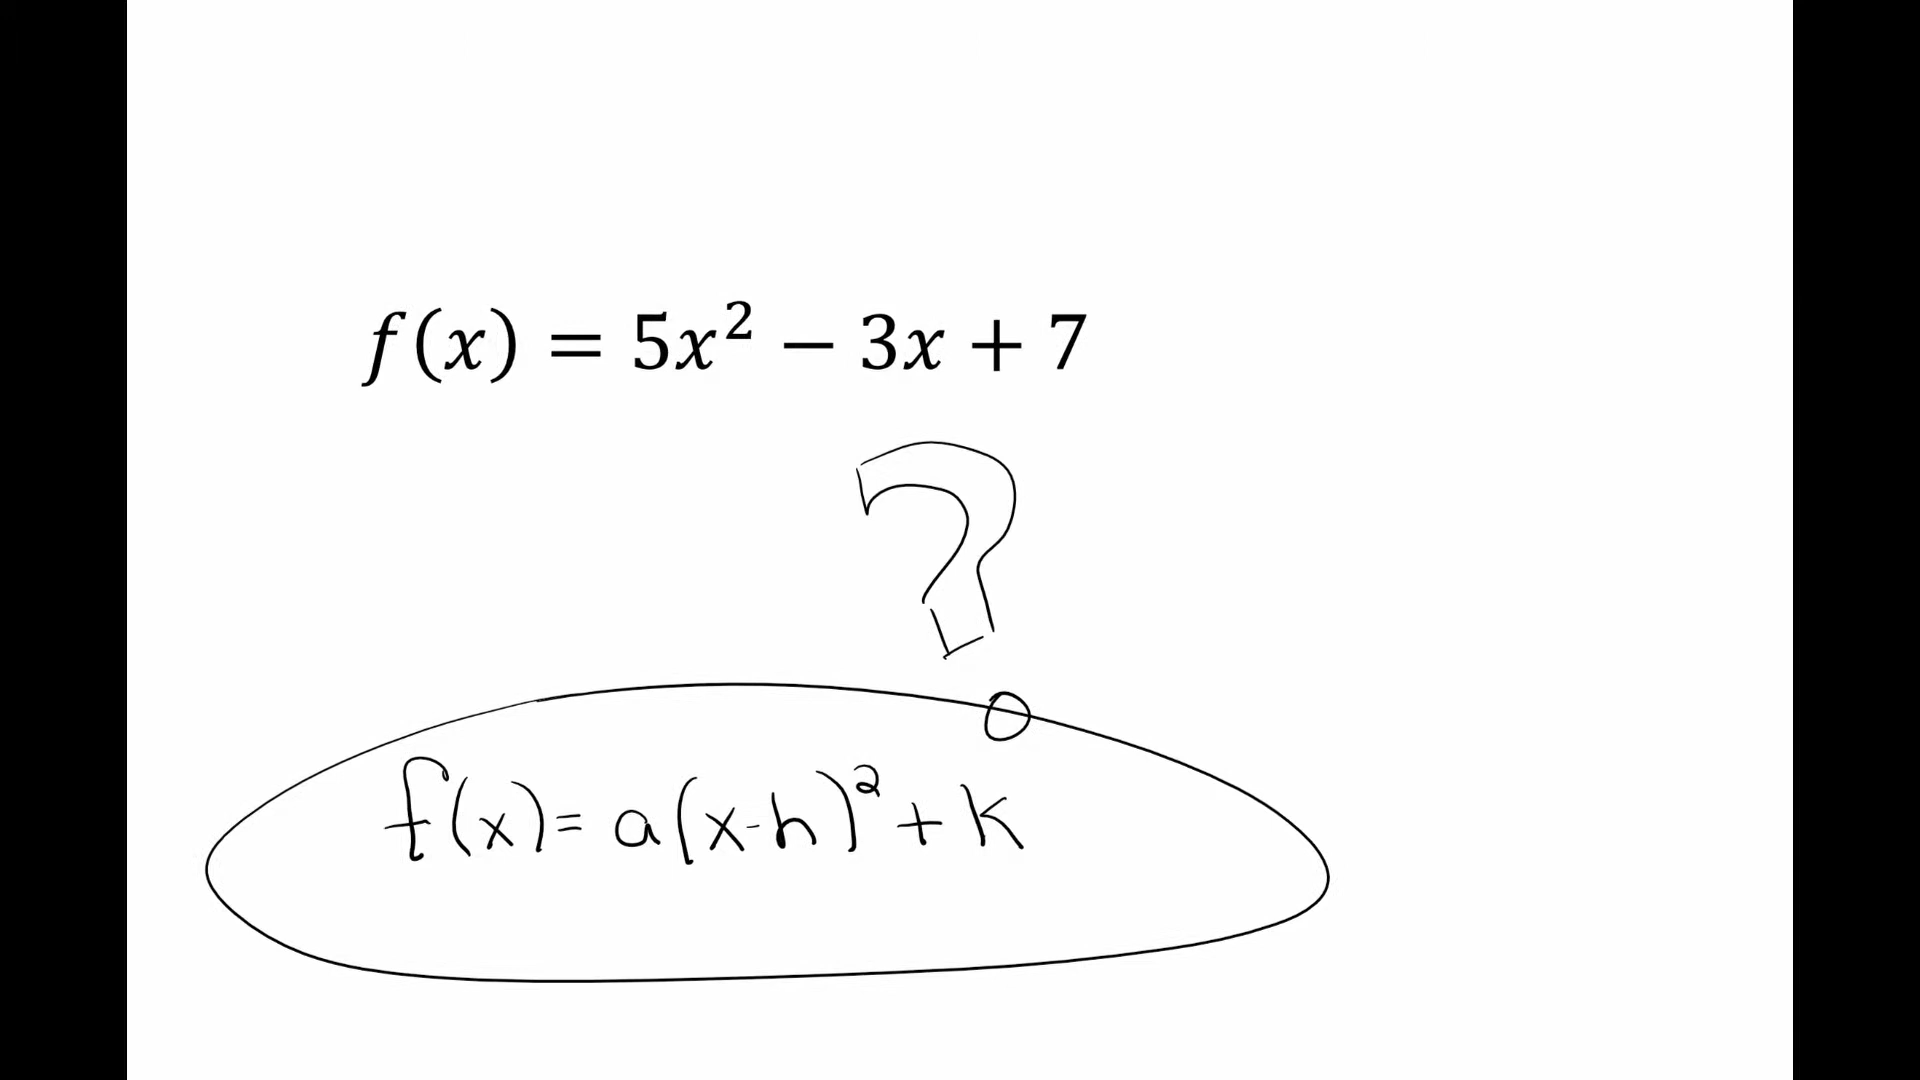 f(x) = 5x² − 3x + 7
?
f(x)= a(x-h)² + k